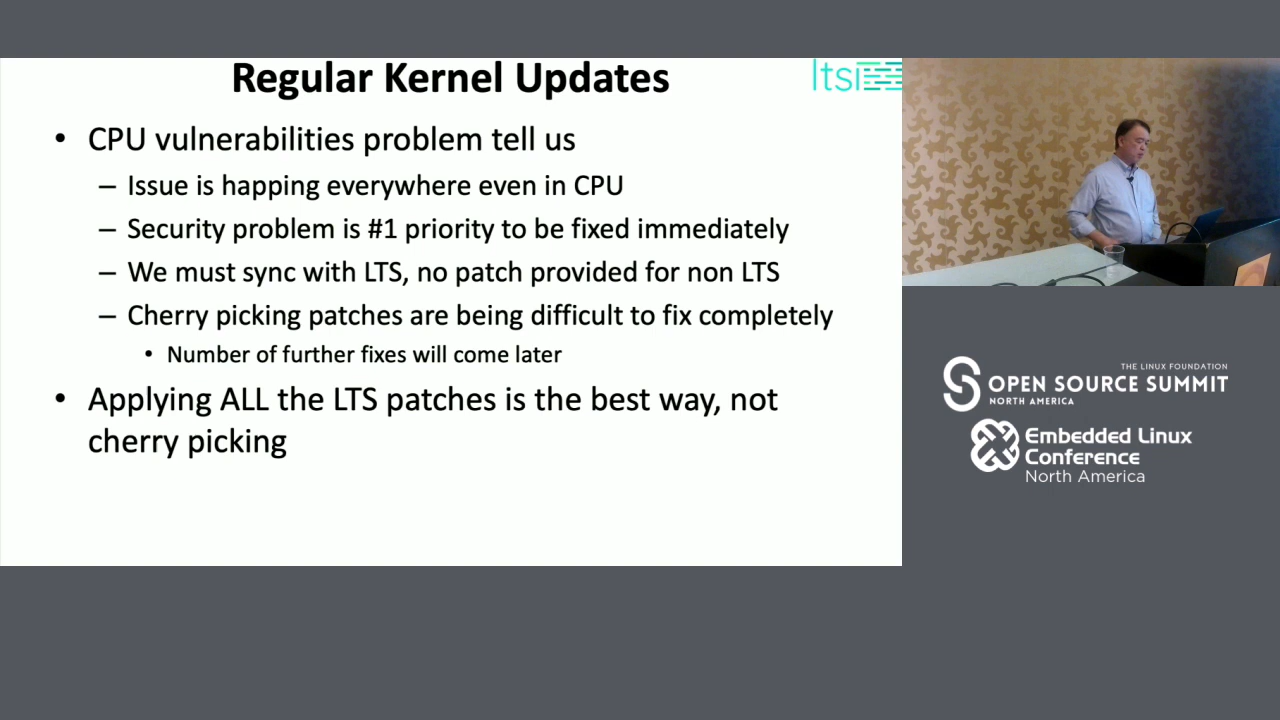 Regular Kernel Updates
ltsi
• CPU vulnerabilities problem tell us
– Issue is happing everywhere even in CPU
– Security problem is #1 priority to be fixed immediately
– We must sync with LTS, no patch provided for non LTS
– Cherry picking patches are being difficult to fix completely
• Number of further fixes will come later
• Applying ALL the LTS patches is the best way, not
cherry picking
THE LINUX FOUNDATION
OPEN SOURCE SUMMIT
NORTH AMERICA
Embedded Linux
Conference
North America